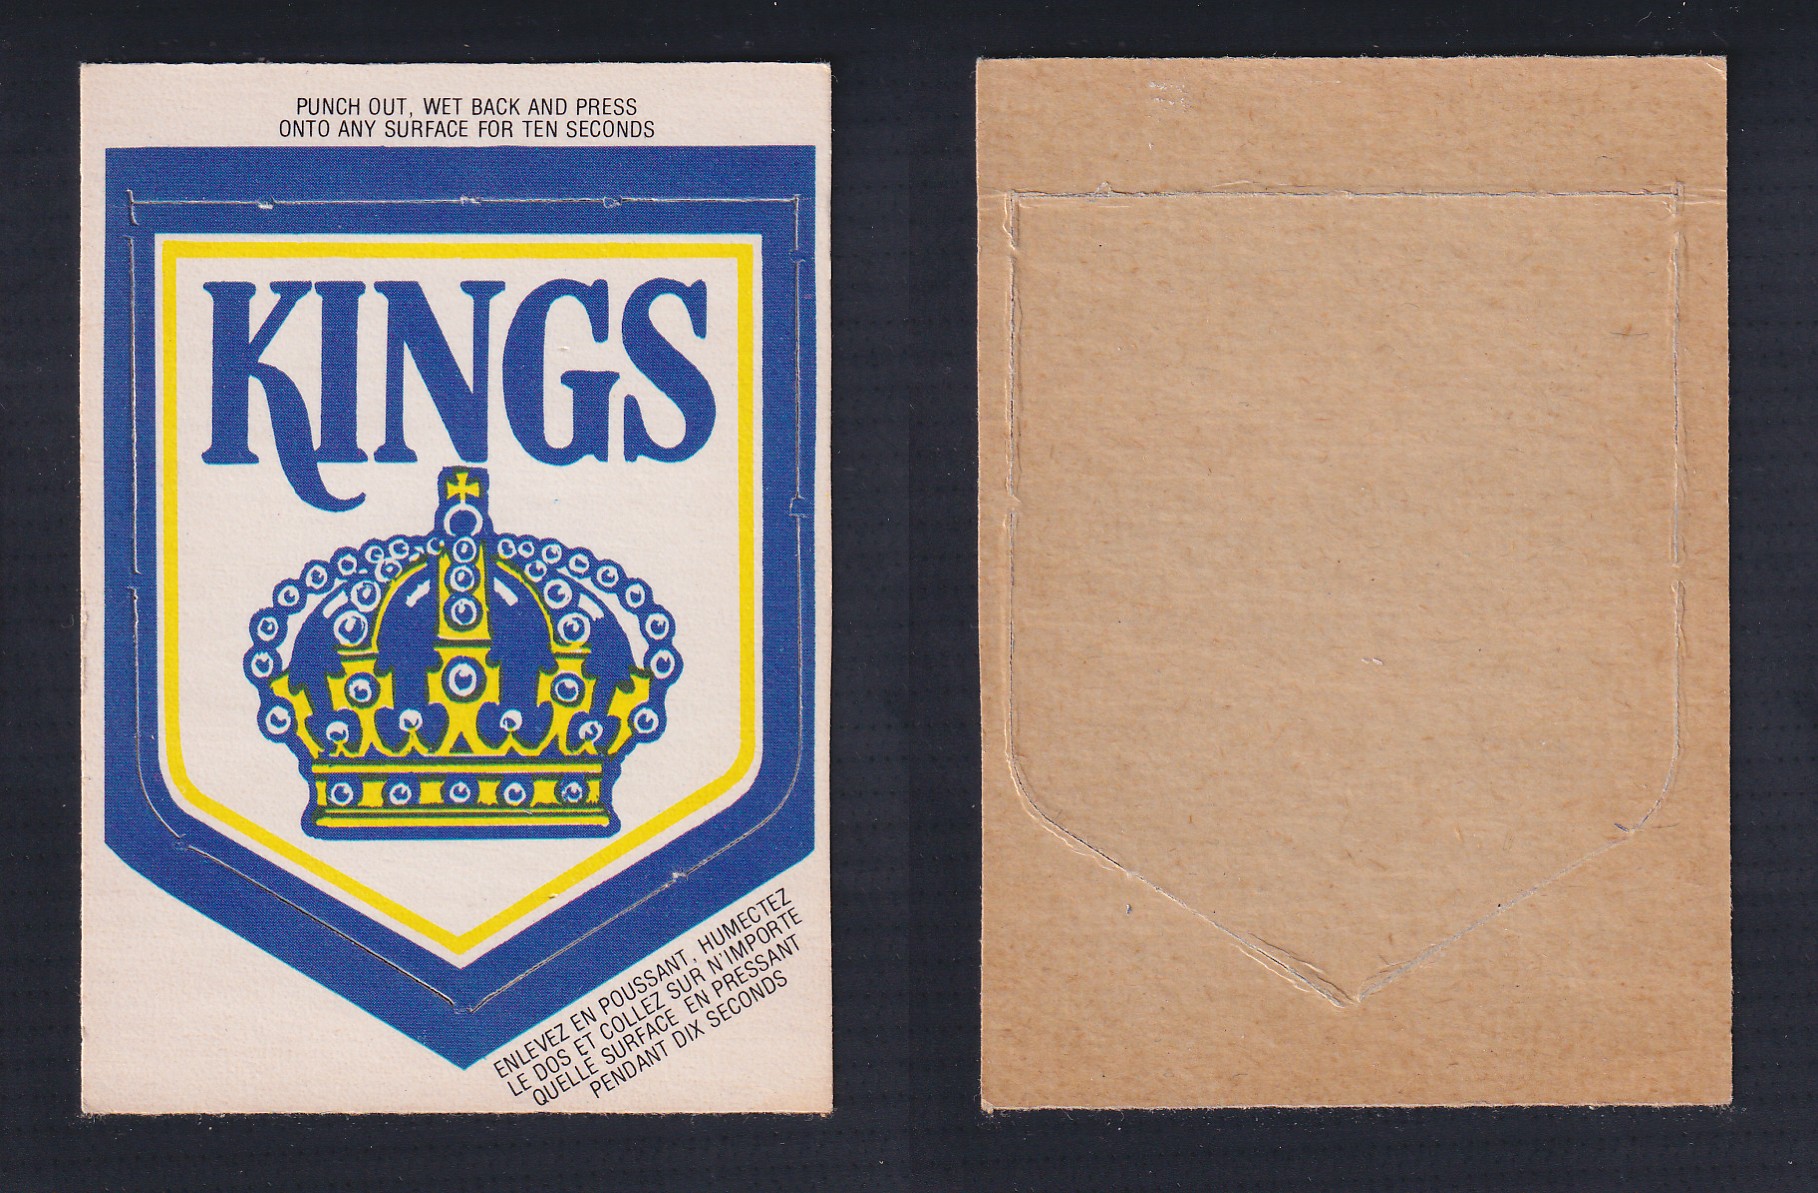 PUNCH OUT, WET BACK AND PRESS
ONTO ANY SURFACE FOR TEN SECONDS
KINGS
ENLEVEZ EN POUSSANT, HUMECTEZ
LE DOS ET COLLEZ SUR N'IMPORTE
QUELLE SURFACE EN PRESSANT
PENDANT DIX SECONDS